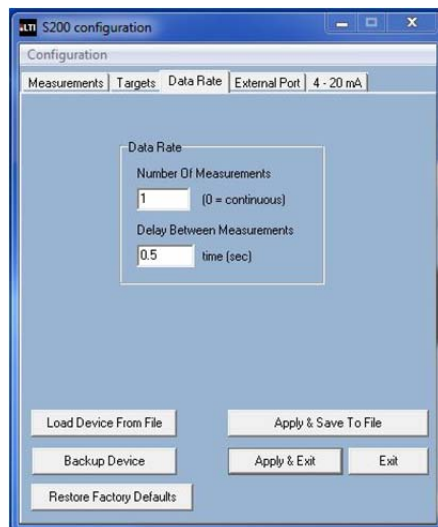 LTI S200 configuration
Configuration
Measurements Targets Data Rate External Port 4 - 20 mA
Data Rate
Number Of Measurements
1 (0 = continuous)
Delay Between Measurements
0.5 time (sec)
Load Device From File Apply & Save To File
Backup Device Apply & Exit Exit
Restore Factory Defaults